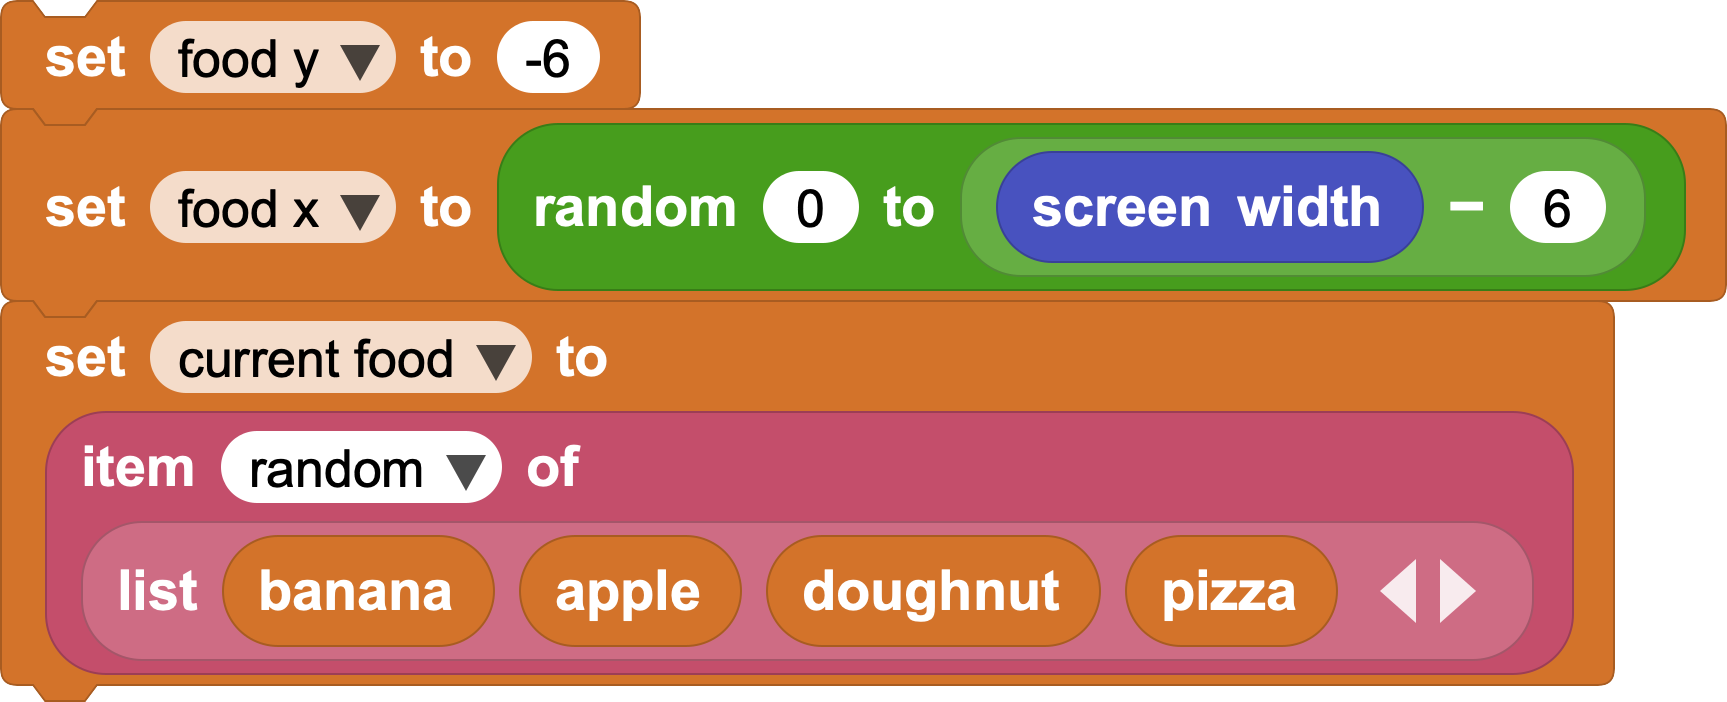 set food y ▼ to -6
set food x ▼ to random 0 to screen width − 6
set current food ▼ to
item random ▼ of
list banana apple doughnut pizza